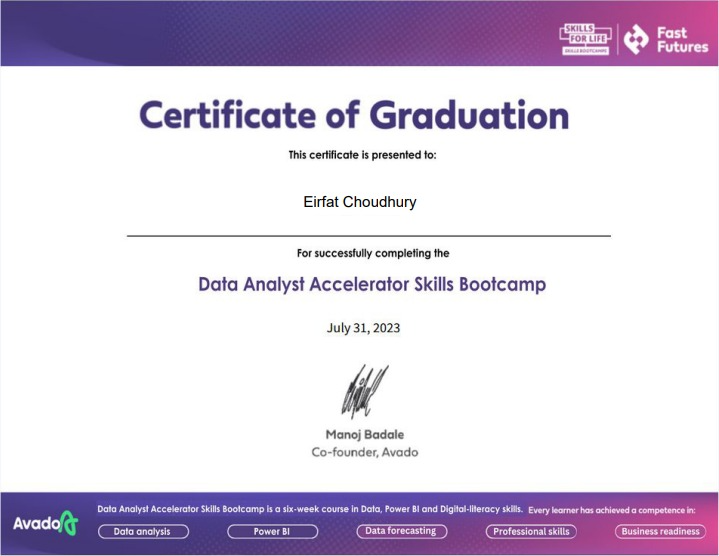 SKILLS
FOR LIFE
SKILLS BOOTCAMPS
Fast
Futures
Certificate of Graduation
This certificate is presented to:
Eirfat Choudhury
For successfully completing the
Data Analyst Accelerator Skills Bootcamp
July 31, 2023
Manoj Badale
Co-founder, Avado
Avado
Data Analyst Accelerator Skills Bootcamp is a six-week course in Data, Power BI and Digital-literacy skills. Every learner has achieved a competence in:
Data analysis
Power BI
Data forecasting
Professional skills
Business readiness